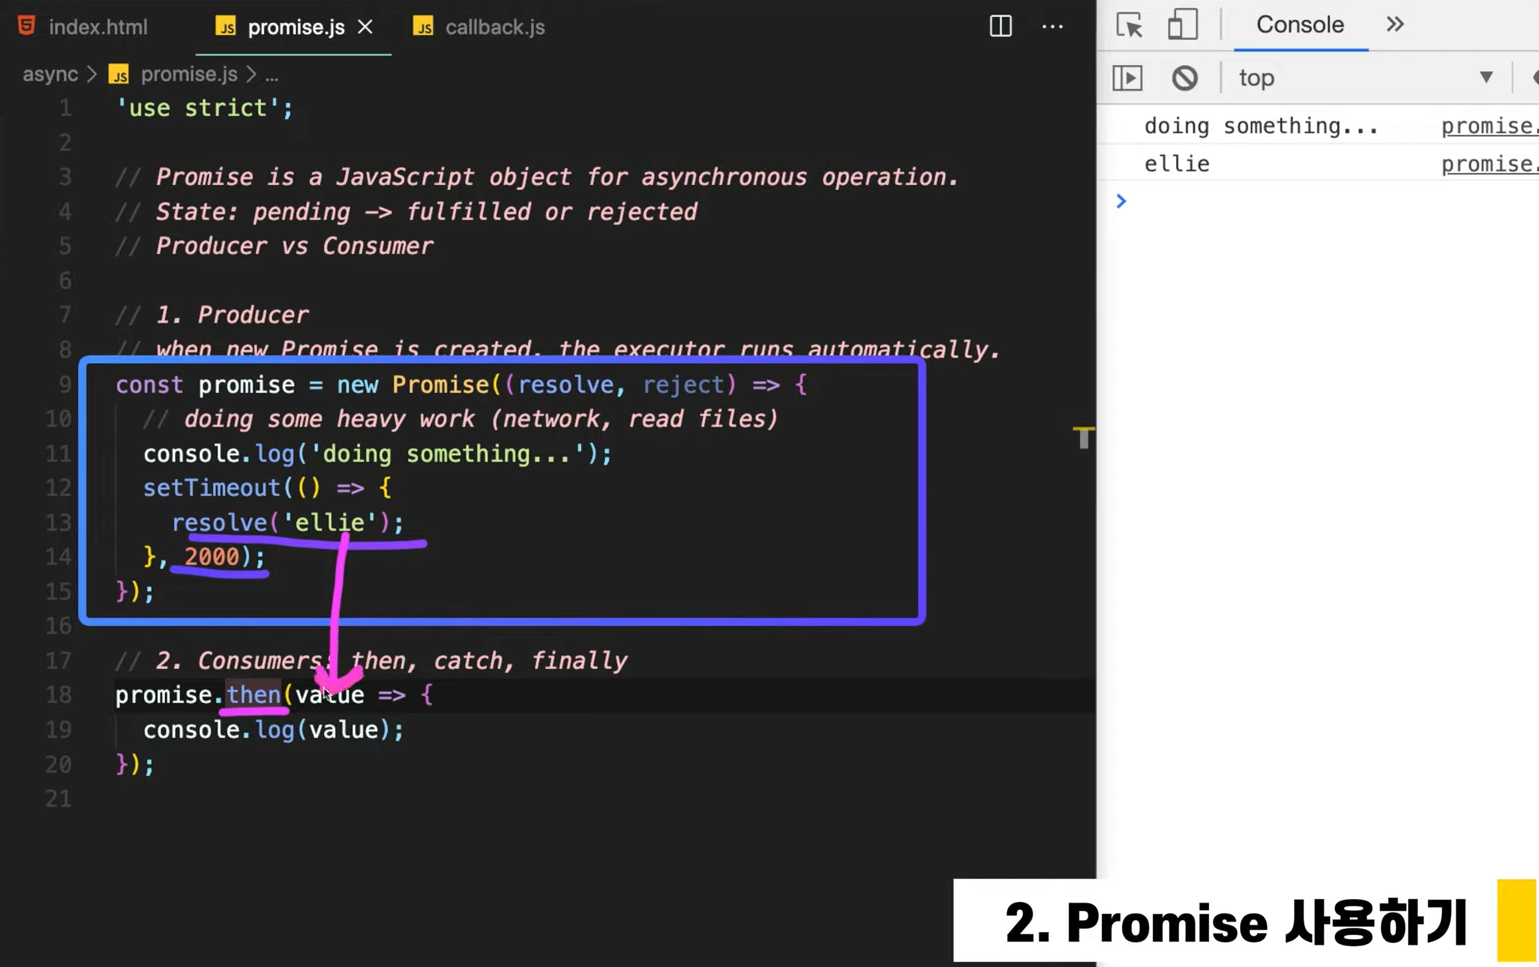 index.html
JS promise.js ×
JS callback.js
...
async > JS promise.js > ...
1 'use strict';
2
3 // Promise is a JavaScript object for asynchronous operation.
4 // State: pending -> fulfilled or rejected
5 // Producer vs Consumer
6
7 // 1. Producer
8 // when new Promise is created, the executor runs automatically.
9 const promise = new Promise((resolve, reject) => {
10 // doing some heavy work (network, read files)
11 console.log('doing something...');
12 setTimeout(() => {
13 resolve('ellie');
14 }, 2000);
15 });
16
17 // 2. Consumers: then, catch, finally
18 promise.then(value => {
19 console.log(value);
20 });
21
Console
top
doing something... promise.
ellie promise.
2. Promise 사용하기